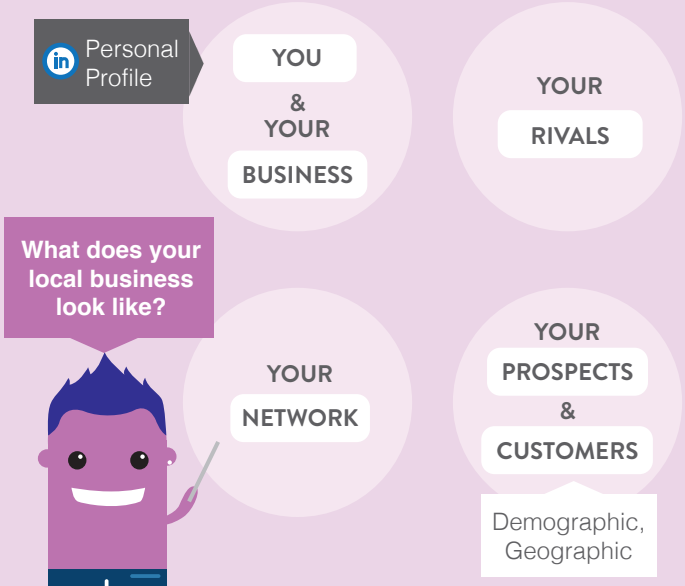 in Personal
Profile
YOU
&
YOUR
BUSINESS
YOUR
RIVALS
What does your
local business
look like?
YOUR
NETWORK
YOUR
PROSPECTS
&
CUSTOMERS
Demographic,
Geographic